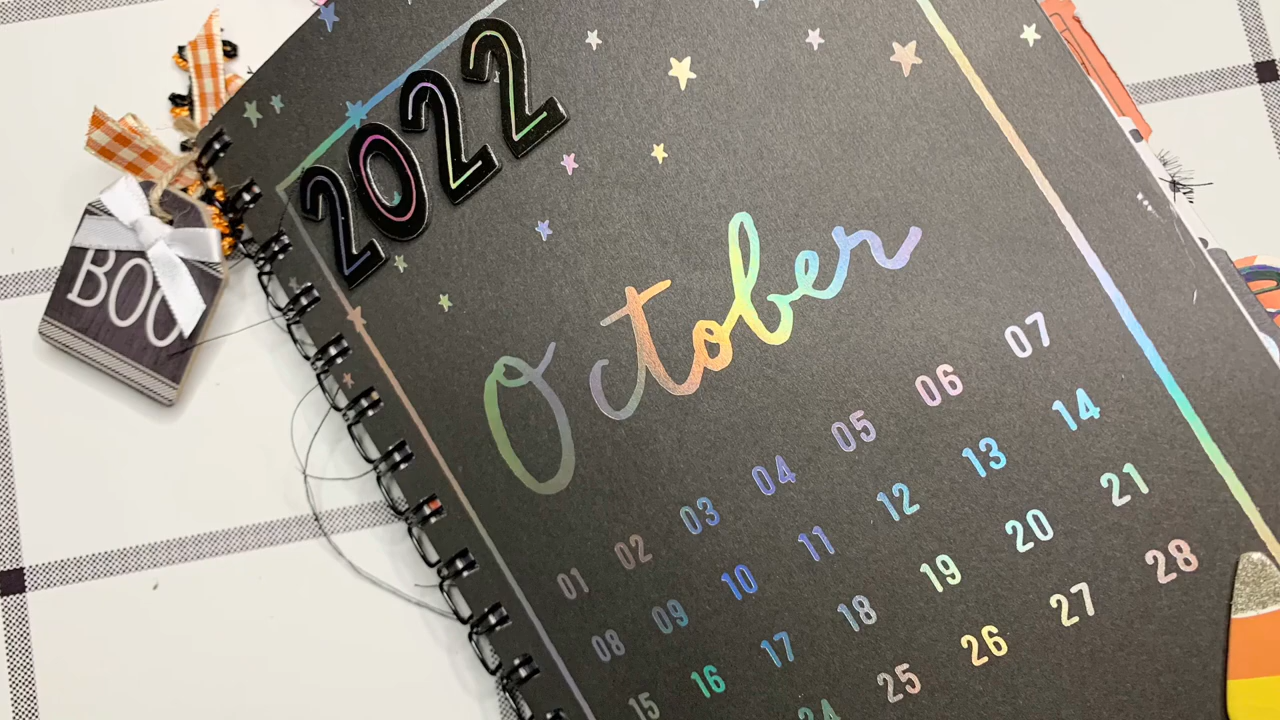 2022
BOO
October
01 02 03 04 05 06 07
08 09 10 11 12 13 14
15 16 17 18 19 20 21
24 25 26 27 28